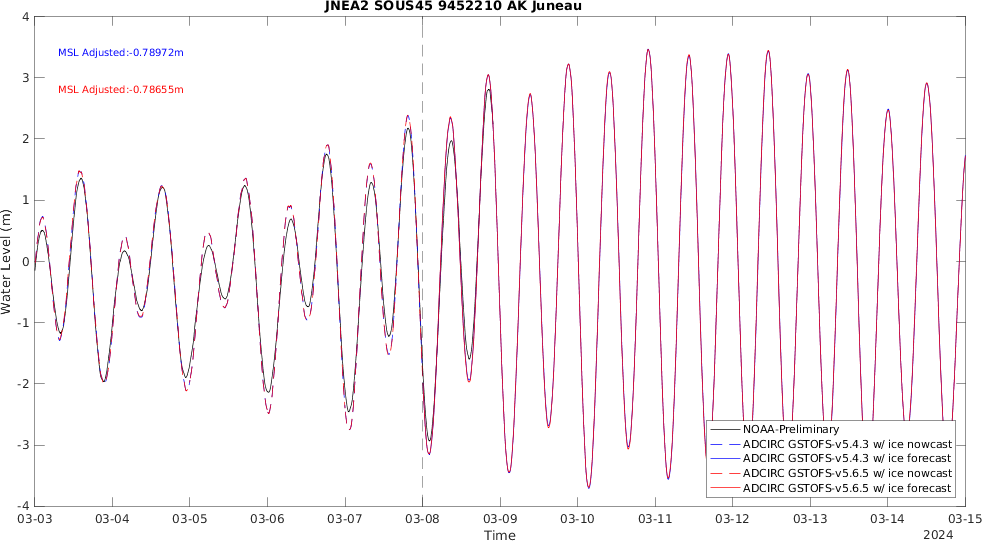 JNEA2 SOUS45 9452210 AK Juneau
MSL Adjusted:-0.78972m
MSL Adjusted:-0.78655m
Water Level (m)
4
3
2
1
0
-1
-2
-3
-4
NOAA-Preliminary
ADCIRC GSTOFS-v5.4.3 w/ ice nowcast
ADCIRC GSTOFS-v5.4.3 w/ ice forecast
ADCIRC GSTOFS-v5.6.5 w/ ice nowcast
ADCIRC GSTOFS-v5.6.5 w/ ice forecast
03-03 03-04 03-05 03-06 03-07 03-08 03-09 03-10 03-11 03-12 03-13 03-14 03-15
Time
2024